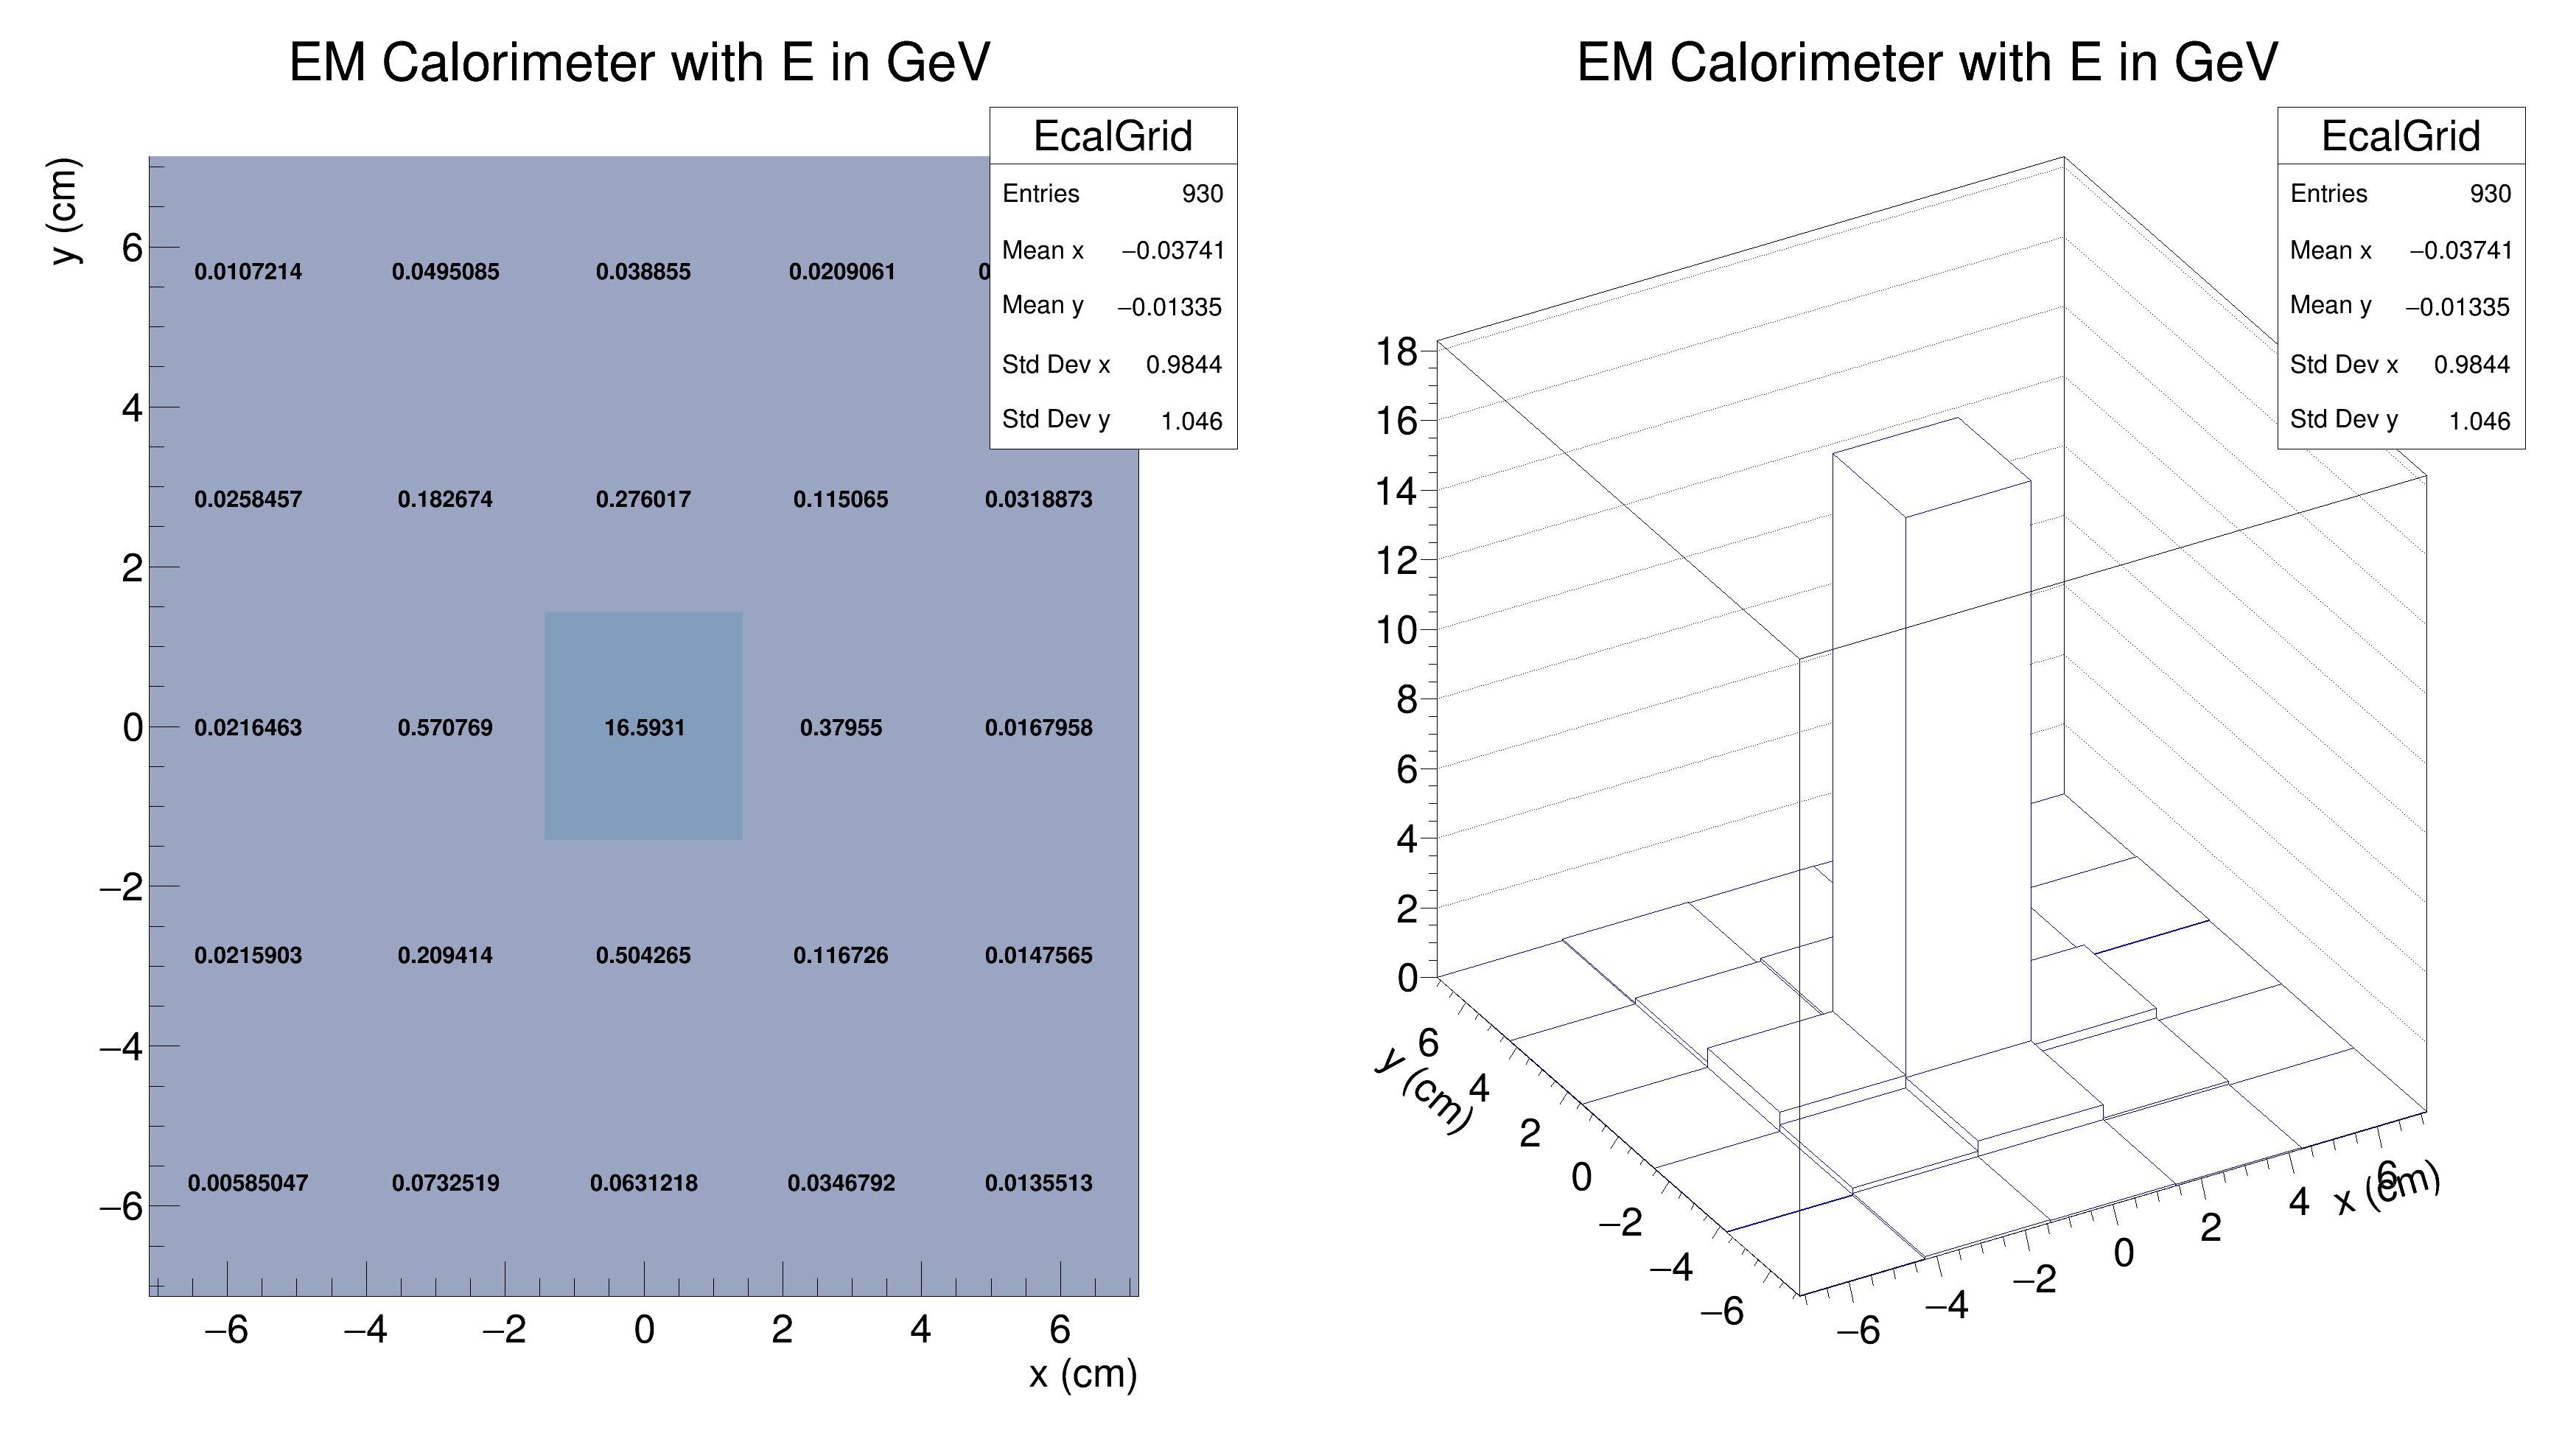 EM Calorimeter with E in GeV
EcalGrid
Entries 930
Mean x −0.03741
Mean y −0.01335
Std Dev x 0.9844
Std Dev y 1.046
y (cm)
6
4
2
0
−2
−4
−6
0.0107214 0.0495085 0.038855 0.0209061
0.0258457 0.182674 0.276017 0.115065 0.0318873
0.0216463 0.570769 16.5931 0.37955 0.0167958
0.0215903 0.209414 0.504265 0.116726 0.0147565
0.00585047 0.0732519 0.0631218 0.0346792 0.0135513
−6 −4 −2 0 2 4 6
x (cm)
EM Calorimeter with E in GeV
EcalGrid
Entries 930
Mean x −0.03741
Mean y −0.01335
Std Dev x 0.9844
Std Dev y 1.046
18
16
14
12
10
8
6
4
2
0
y (cm)
6
4
2
0
−2
−4
−6
−6 −4 −2 0 2 4 6
x (cm)